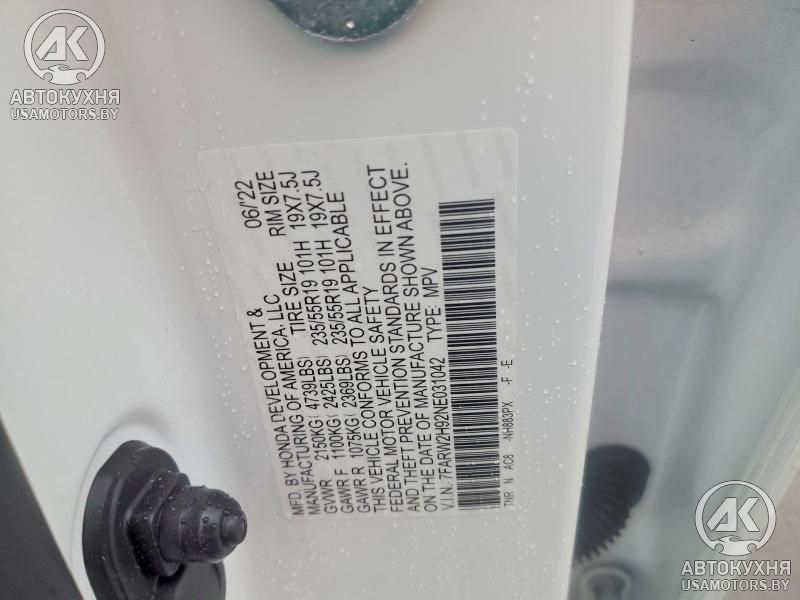 AK
АВТОКУХНЯ
USAMOTORS.BY
MFD. BY HONDA DEVELOPMENT & 06/'22
MANUFACTURING OF AMERICA, LLC
TIRE SIZE RIM SIZE
GVWR 2150KG( 4739LBS)
GAWR F 1100KG( 2425LBS) 235/55R19 101H 19X7.5J
GAWR R 1075KG( 2369LBS) 235/55R19 101H 19X7.5J
THIS VEHICLE CONFORMS TO ALL APPLICABLE
FEDERAL MOTOR VEHICLE SAFETY
AND THEFT PREVENTION STANDARDS IN EFFECT
ON THE DATE OF MANUFACTURE SHOWN ABOVE.
V.I.N. 7FARW2H92NE031042 TYPE: MPV
TNR N AC8 -NH883PX -F -E
AK
АВТОКУХНЯ
USAMOTORS.BY